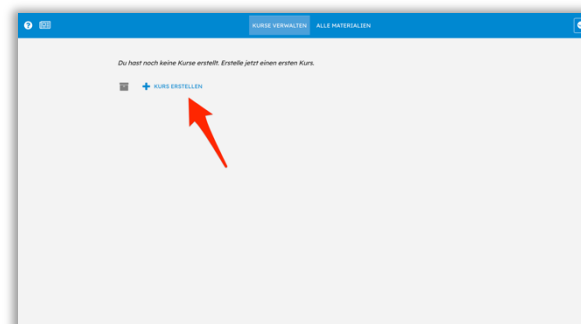 KURSE VERWALTEN ALLE MATERIALIEN
Du hast noch keine Kurse erstellt. Erstelle jetzt einen ersten Kurs.
KURS ERSTELLEN